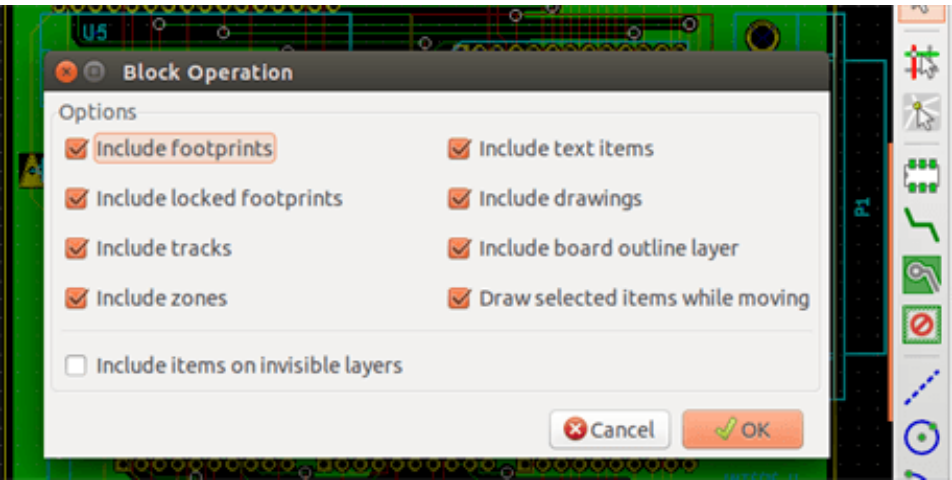 U5
Block Operation
Options
Include footprints
Include text items
Include locked footprints
Include drawings
Include tracks
Include board outline layer
Include zones
Draw selected items while moving
Include items on invisible layers
Cancel
OK
P1